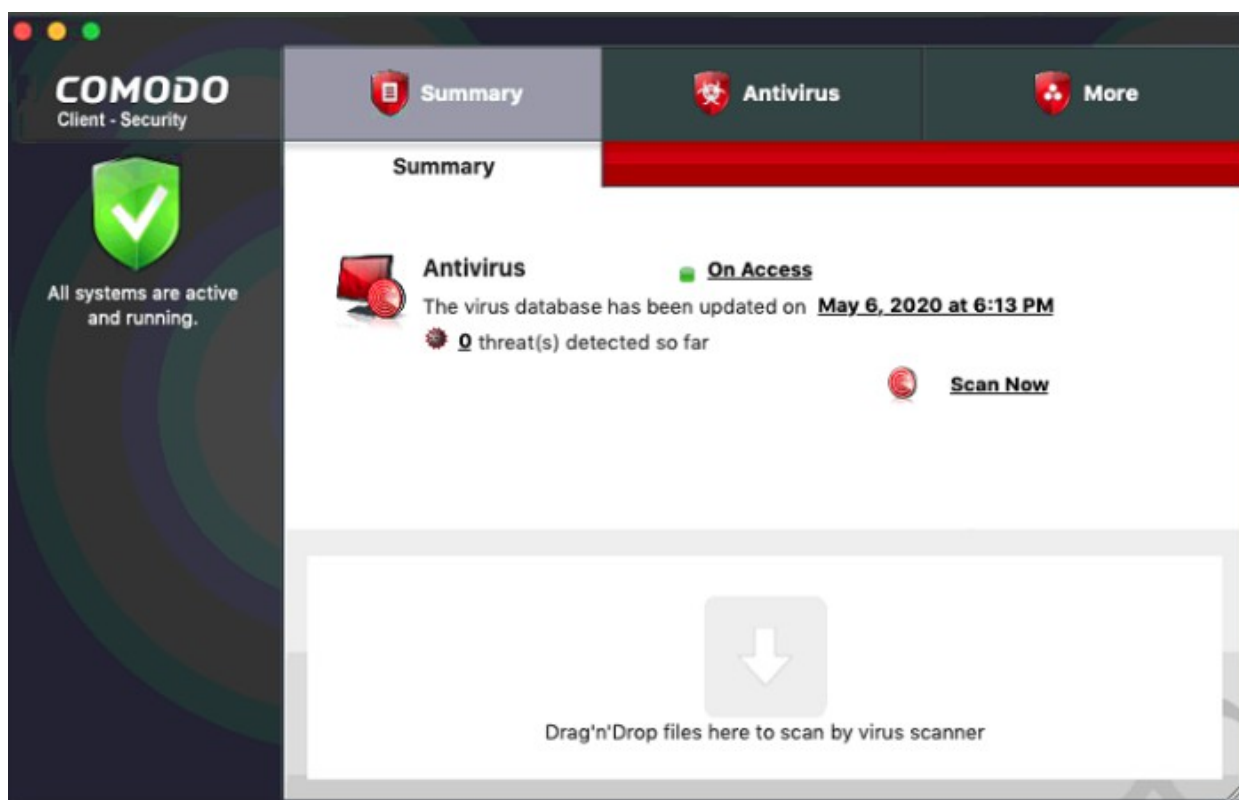 COMODO
Client - Security
Summary
Antivirus
More
Summary
All systems are active
and running.
Antivirus
On Access
The virus database has been updated on May 6, 2020 at 6:13 PM
0 threat(s) detected so far
Scan Now
Drag'n'Drop files here to scan by virus scanner